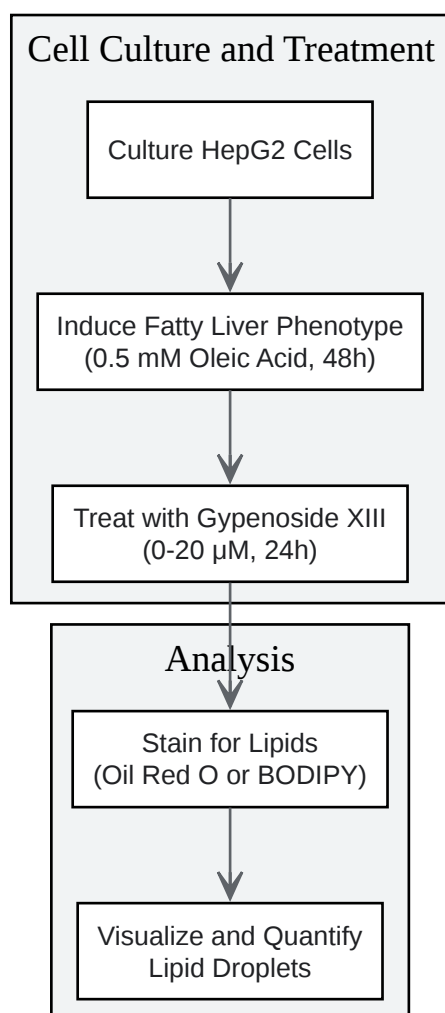 Cell Culture and Treatment
Culture HepG2 Cells
Induce Fatty Liver Phenotype
(0.5 mM Oleic Acid, 48h)
Treat with Gypenoside XIII
(0-20 μM, 24h)
Analysis
Stain for Lipids
(Oil Red O or BODIPY)
Visualize and Quantify
Lipid Droplets